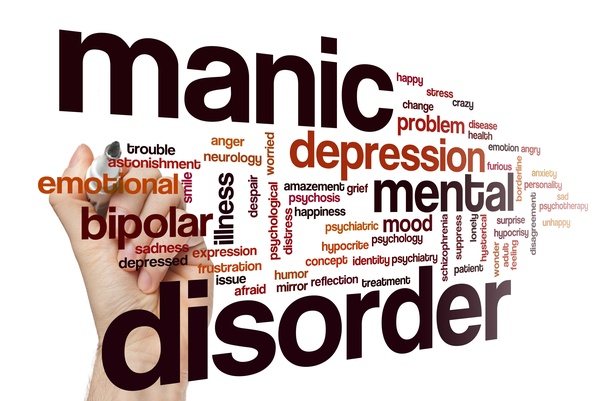 manic
happy
stress
change
crazy
problem
disease
health
trouble
anger
worried
depression
emotion
angry
astonishment
neurology
furious
borderline
anxiety
emotional
smile
illness
despair
psychological
amazement
grief
mental
personality
psychosis
happiness
sad
psychotherapy
bipolar
distress
psychiatric
mood
schizophrenia
suppress
lonely
hysterical
surprise
hypocrisy
disagreement
unhappy
sadness
expression
hypocrite
psychology
depressed
frustration
concept
identity
psychiatry
patient
wonder
adult
feeling
issue
humor
afraid
mirror
reflection
treatment
disorder